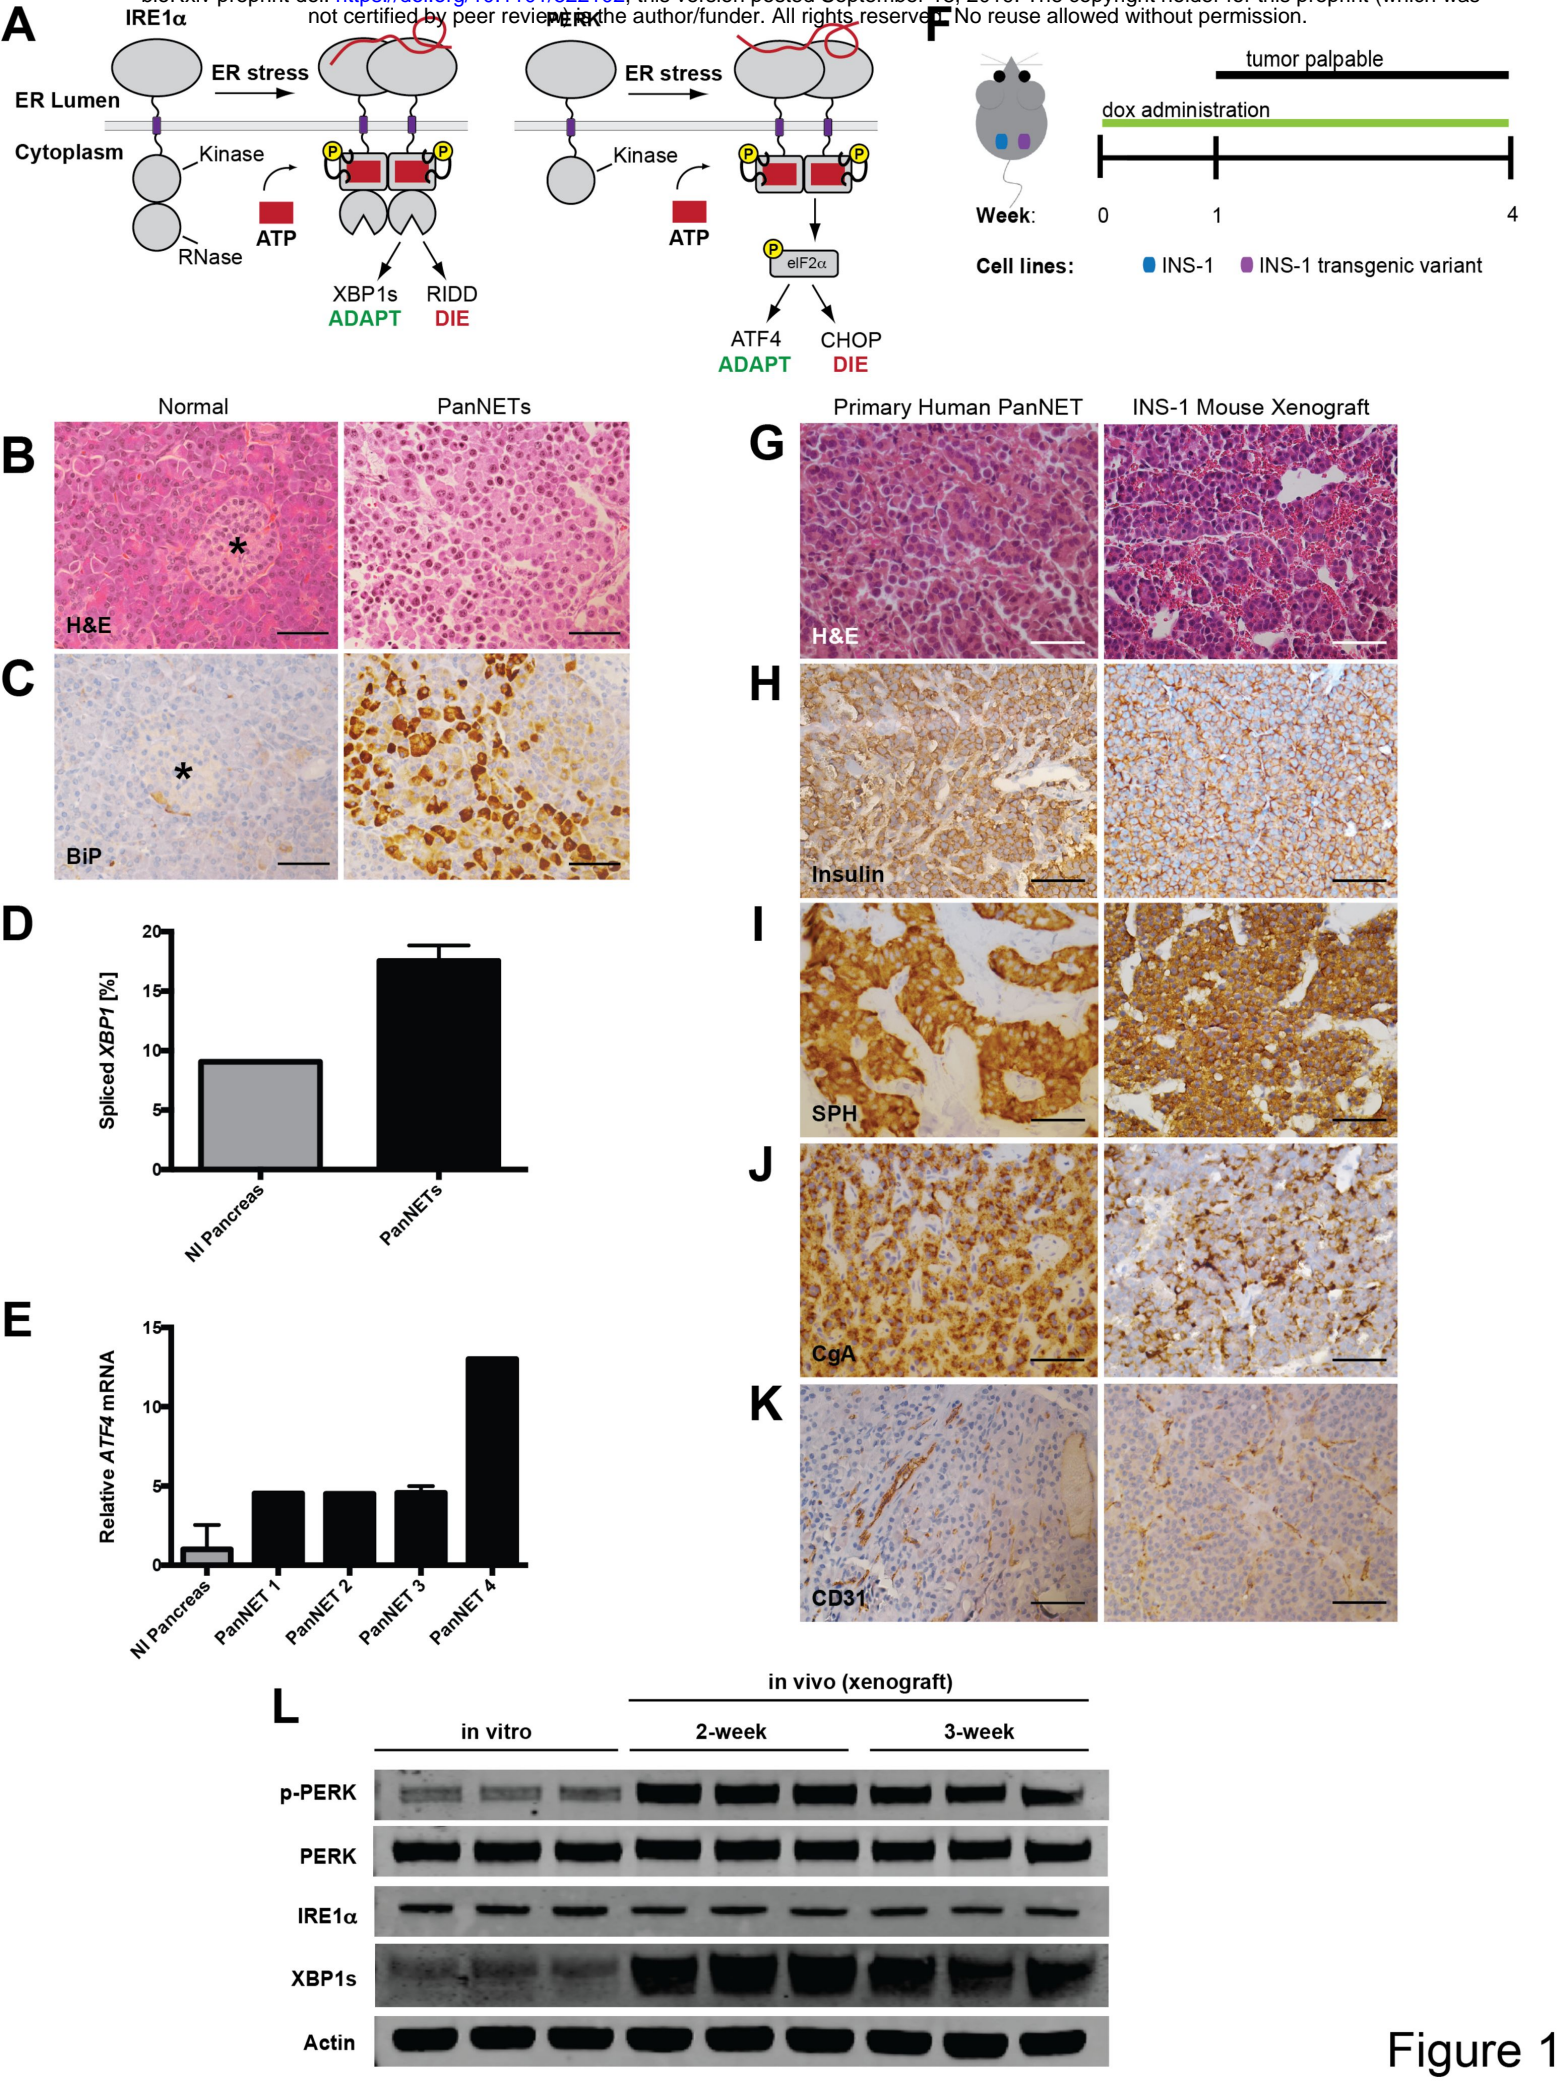 not certified by peer review) is the author/funder. All rights reserved. No reuse allowed without permission.
A
IRE1α
PERK
F
ER stress
ER stress
ER Lumen
Cytoplasm
Kinase
Kinase
P
P
P
P
ATP
ATP
RNase
P
eIF2α
XBP1s
RIDD
ADAPT
DIE
ATF4
CHOP
ADAPT
DIE
tumor palpable
dox administration
Week:
0
1
4
Cell lines:
INS-1
INS-1 transgenic variant
Normal
PanNETs
B
*
H&E
C
*
BiP
D
Spliced XBP1 [%]
20
15
10
5
0
NI Pancreas
PanNETs
E
Relative ATF4 mRNA
15
10
5
0
NI Pancreas
PanNET 1
PanNET 2
PanNET 3
PanNET 4
Primary Human PanNET
INS-1 Mouse Xenograft
G
H&E
H
Insulin
I
SPH
J
CgA
K
CD31
L
in vivo (xenograft)
in vitro
2-week
3-week
p-PERK
PERK
IRE1α
XBP1s
Actin
Figure 1